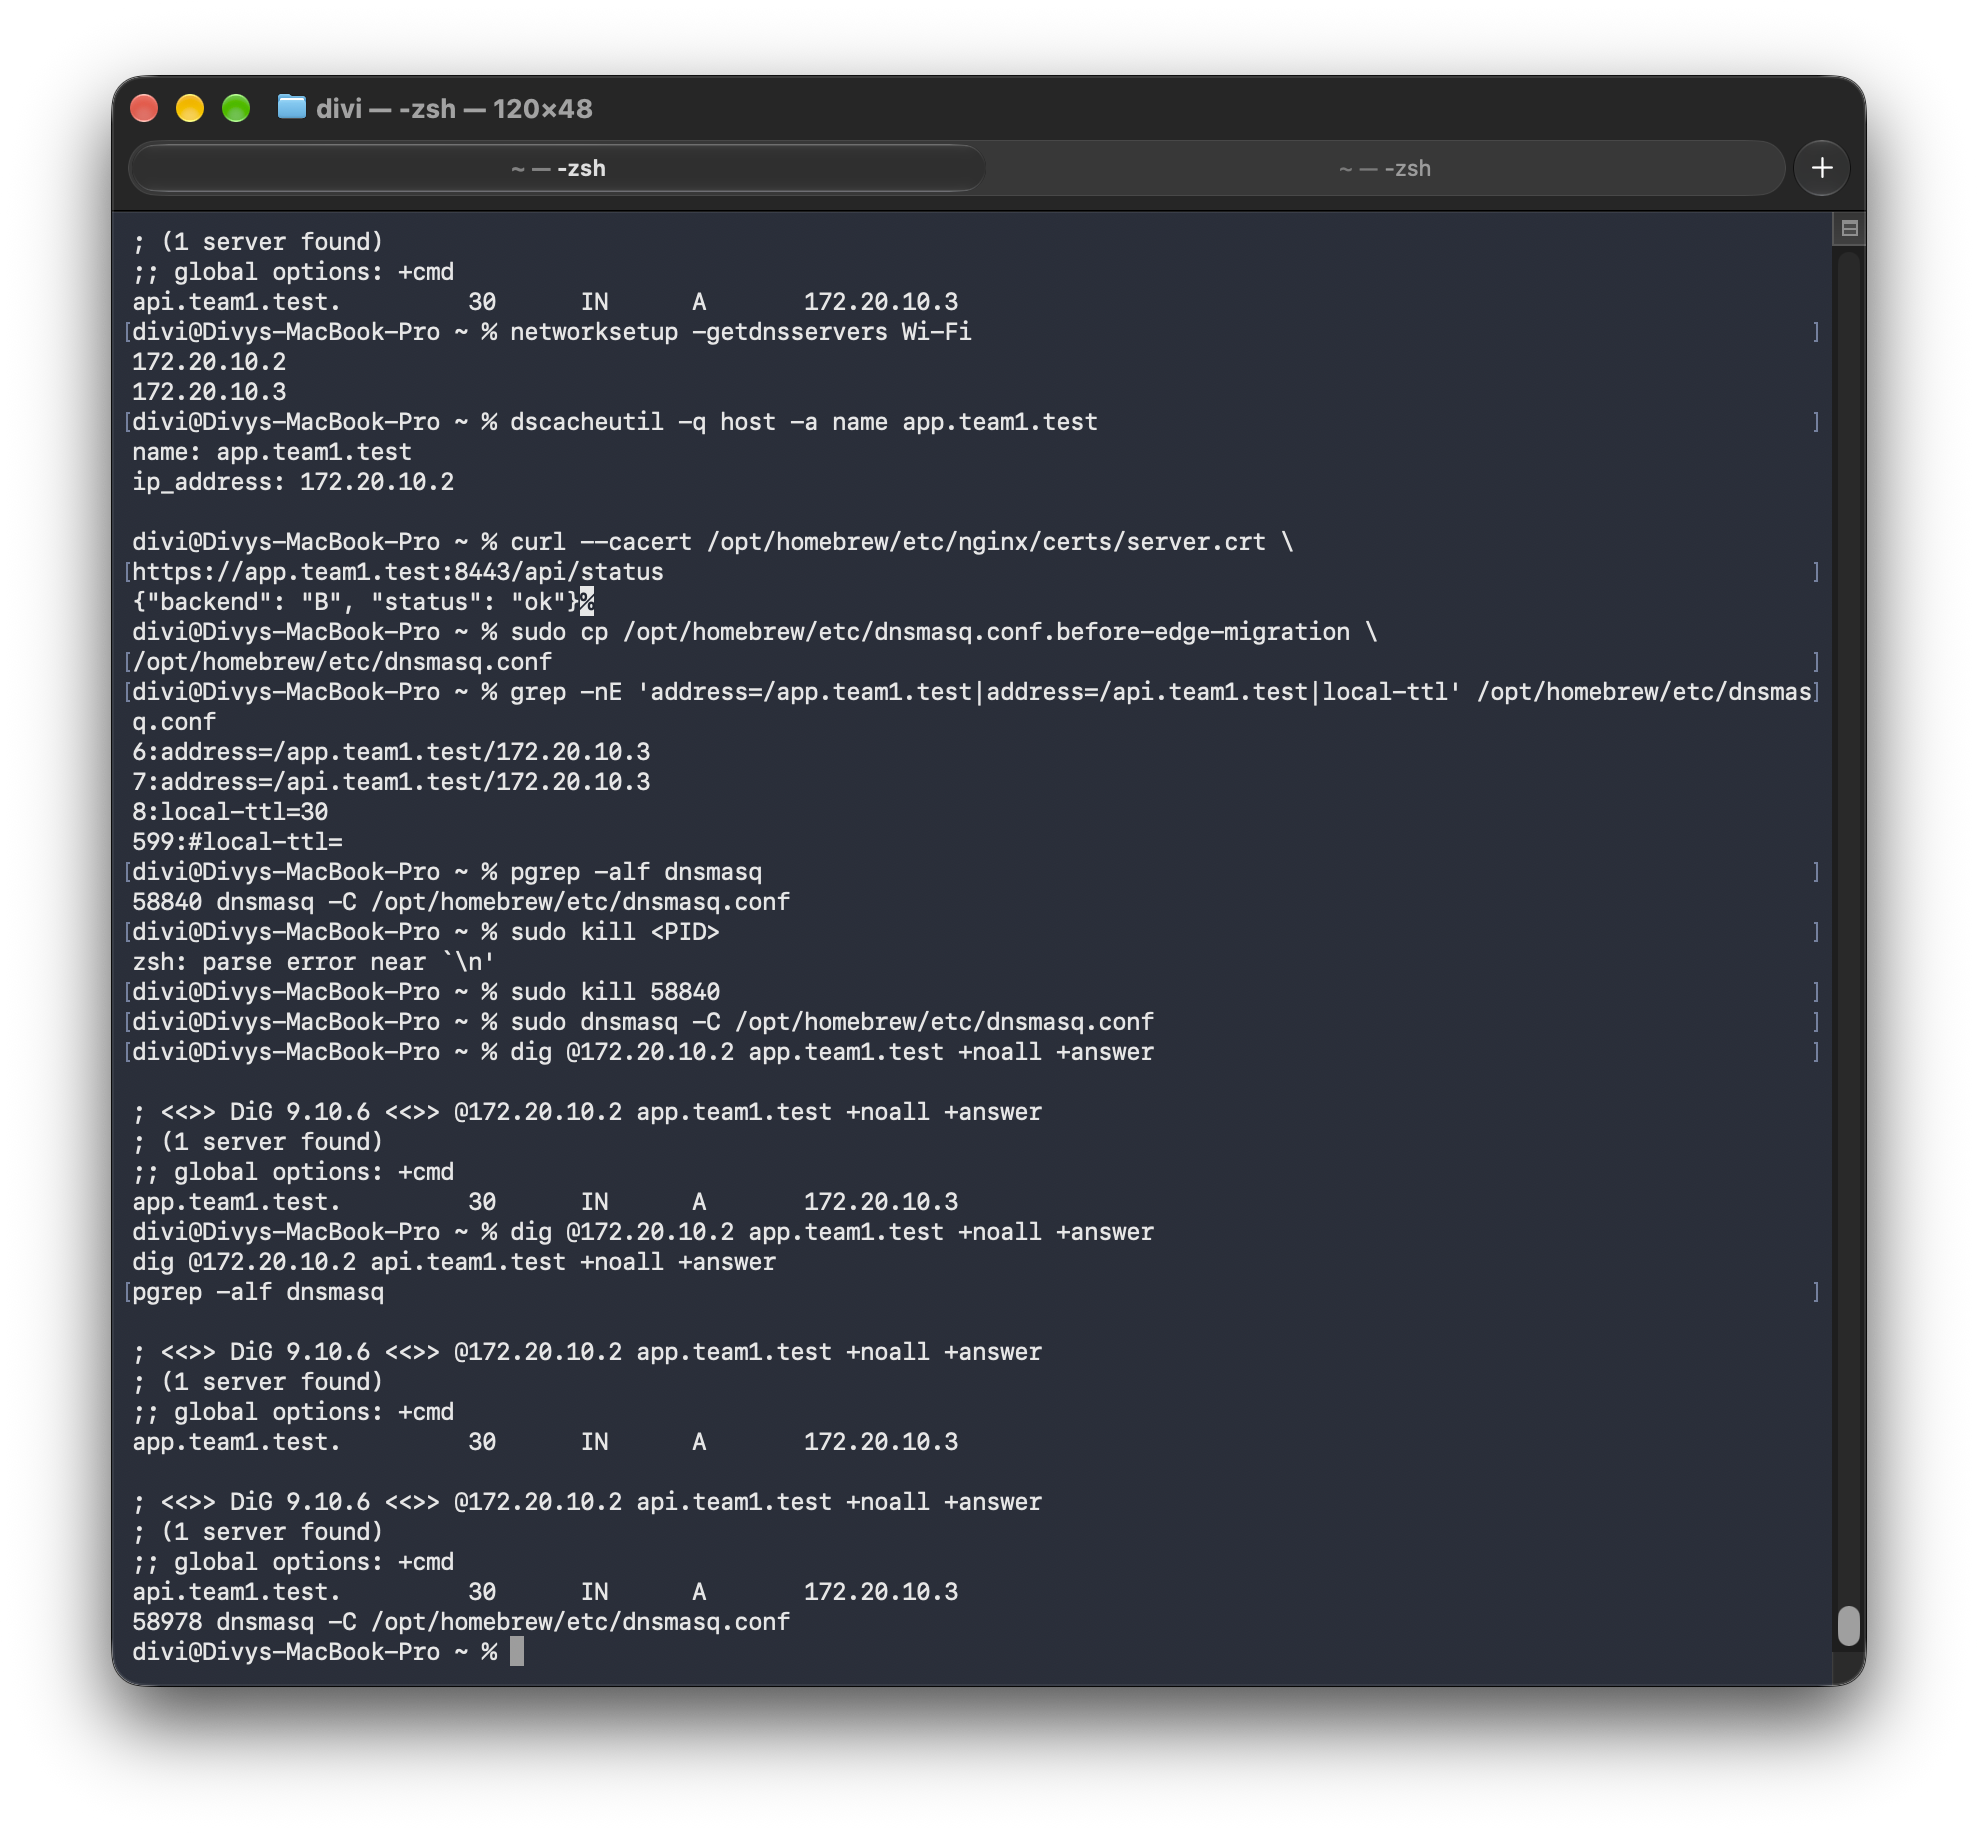 divi — -zsh — 120×48
~ — -zsh
~ — -zsh
; (1 server found)
;; global options: +cmd
api.team1.test.         30      IN      A       172.20.10.3
[divi@Divys-MacBook-Pro ~ % networksetup -getdnsservers Wi-Fi ]
172.20.10.2
172.20.10.3
[divi@Divys-MacBook-Pro ~ % dscacheutil -q host -a name app.team1.test ]
name: app.team1.test
ip_address: 172.20.10.2
divi@Divys-MacBook-Pro ~ % curl --cacert /opt/homebrew/etc/nginx/certs/server.crt \
[https://app.team1.test:8443/api/status ]
{"backend": "B", "status": "ok"}%
divi@Divys-MacBook-Pro ~ % sudo cp /opt/homebrew/etc/dnsmasq.conf.before-edge-migration \
[/opt/homebrew/etc/dnsmasq.conf ]
[divi@Divys-MacBook-Pro ~ % grep -nE 'address=/app.team1.test|address=/api.team1.test|local-ttl' /opt/homebrew/etc/dnsmas]
q.conf
6:address=/app.team1.test/172.20.10.3
7:address=/api.team1.test/172.20.10.3
8:local-ttl=30
599:#local-ttl=
[divi@Divys-MacBook-Pro ~ % pgrep -alf dnsmasq ]
58840 dnsmasq -C /opt/homebrew/etc/dnsmasq.conf
[divi@Divys-MacBook-Pro ~ % sudo kill <PID> ]
zsh: parse error near `\n'
[divi@Divys-MacBook-Pro ~ % sudo kill 58840 ]
[divi@Divys-MacBook-Pro ~ % sudo dnsmasq -C /opt/homebrew/etc/dnsmasq.conf ]
[divi@Divys-MacBook-Pro ~ % dig @172.20.10.2 app.team1.test +noall +answer ]
; <<>> DiG 9.10.6 <<>> @172.20.10.2 app.team1.test +noall +answer
; (1 server found)
;; global options: +cmd
app.team1.test.         30      IN      A       172.20.10.3
divi@Divys-MacBook-Pro ~ % dig @172.20.10.2 app.team1.test +noall +answer
dig @172.20.10.2 api.team1.test +noall +answer
[pgrep -alf dnsmasq ]
; <<>> DiG 9.10.6 <<>> @172.20.10.2 app.team1.test +noall +answer
; (1 server found)
;; global options: +cmd
app.team1.test.         30      IN      A       172.20.10.3
; <<>> DiG 9.10.6 <<>> @172.20.10.2 api.team1.test +noall +answer
; (1 server found)
;; global options: +cmd
api.team1.test.         30      IN      A       172.20.10.3
58978 dnsmasq -C /opt/homebrew/etc/dnsmasq.conf
divi@Divys-MacBook-Pro ~ %